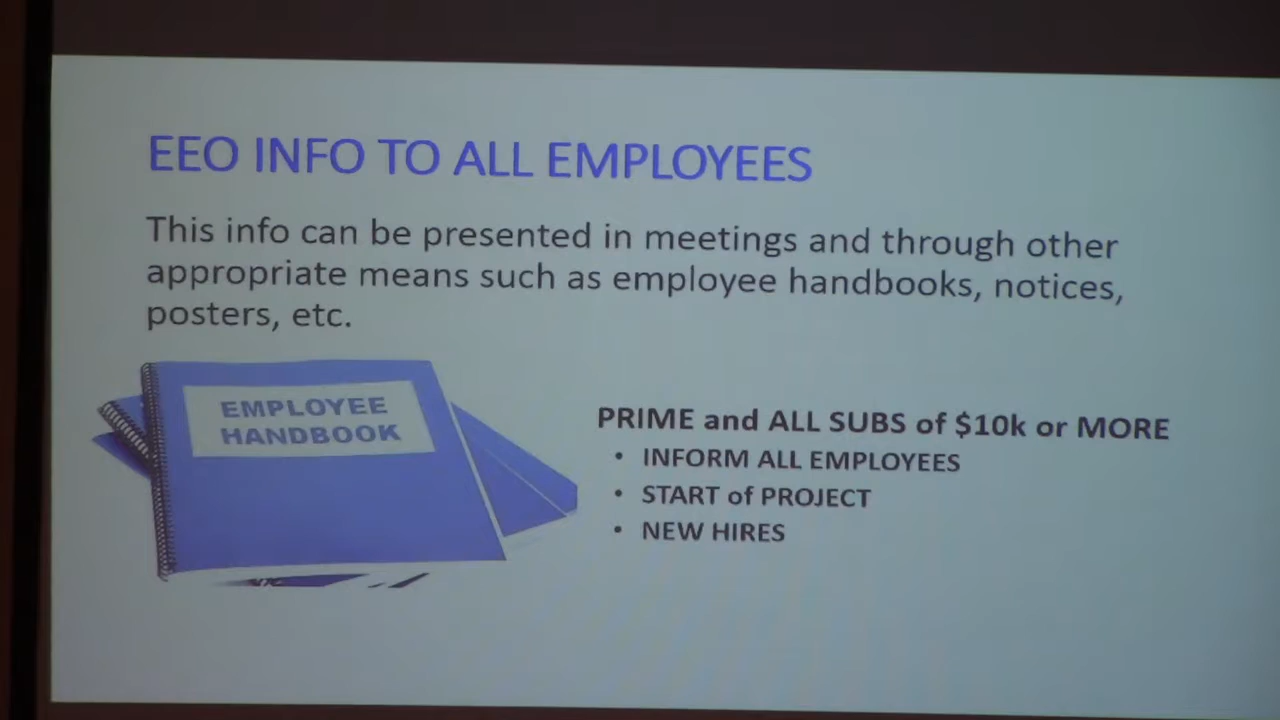 EEO INFO TO ALL EMPLOYEES
This info can be presented in meetings and through other
appropriate means such as employee handbooks, notices,
posters, etc.
EMPLOYEE
HANDBOOK
PRIME and ALL SUBS of $10k or MORE
• INFORM ALL EMPLOYEES
• START of PROJECT
• NEW HIRES